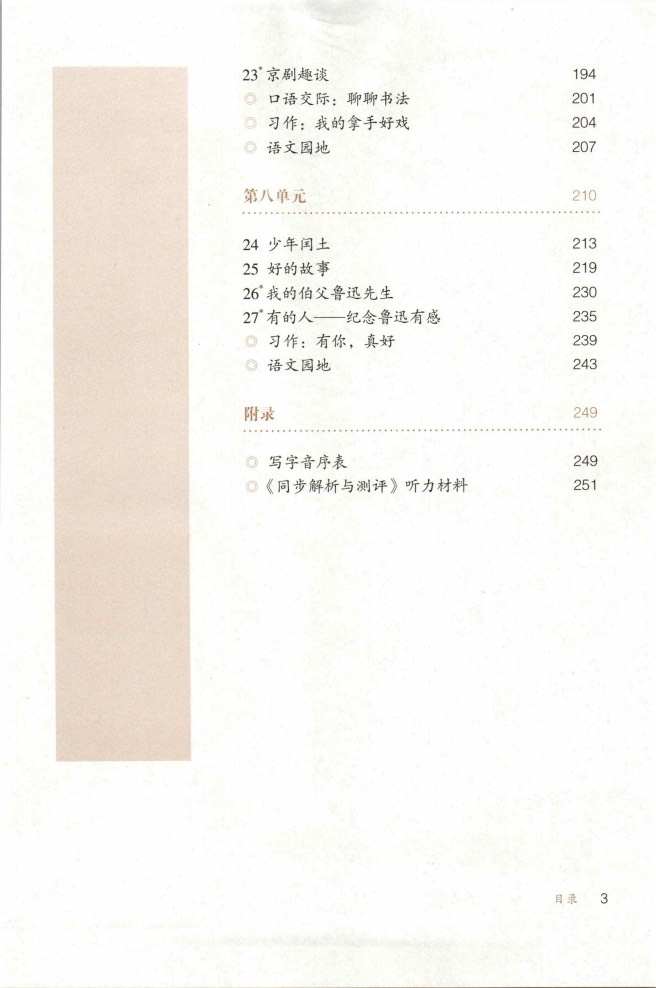 23*京剧趣谈 194
◎ 口语交际：聊聊书法 201
◎ 习作：我的拿手好戏 204
◎ 语文园地 207
第八单元 210
24 少年闰土 213
25 好的故事 219
26*我的伯父鲁迅先生 230
27*有的人——纪念鲁迅有感 235
◎ 习作：有你，真好 239
◎ 语文园地 243
附录 249
◎ 写字音序表 249
◎《同步解析与测评》听力材料 251
目录 3